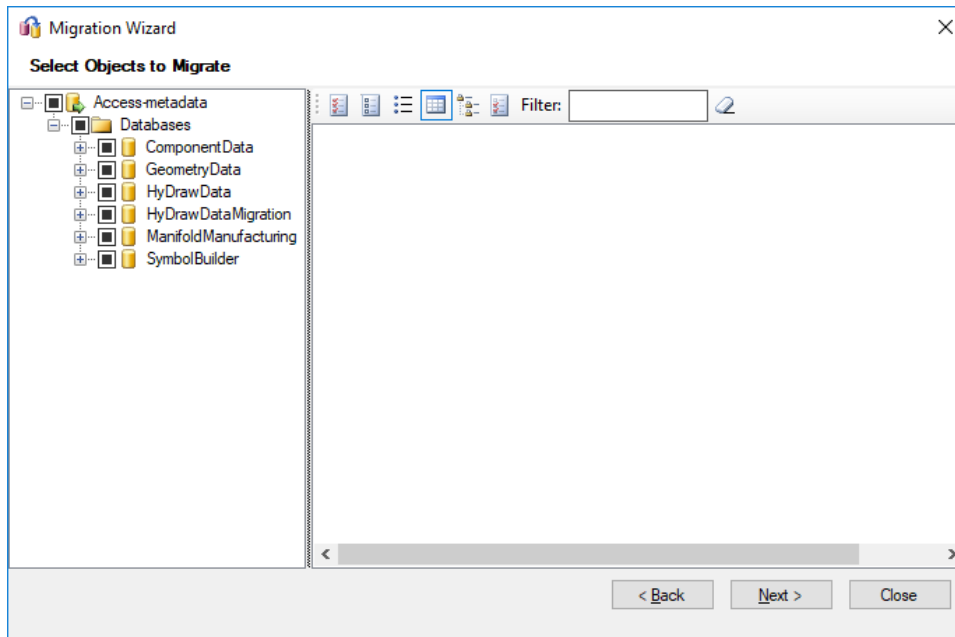 Migration Wizard
Select Objects to Migrate
Access-metadata
Databases
ComponentData
GeometryData
HyDrawData
HyDrawDataMigration
ManifoldManufacturing
SymbolBuilder
Filter:
< Back
Next >
Close